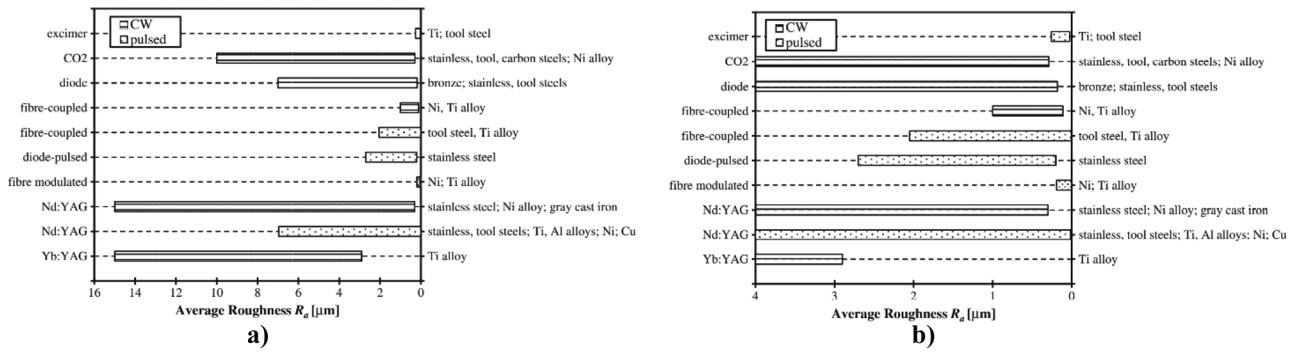 CW
pulsed
excimer
Ti; tool steel
CO2
stainless, tool, carbon steels; Ni alloy
diode
bronze; stainless, tool steels
fibre-coupled
Ni, Ti alloy
fibre-coupled
tool steel, Ti alloy
diode-pulsed
stainless steel
fibre modulated
Ni; Ti alloy
Nd:YAG
stainless steel; Ni alloy; gray cast iron
Nd:YAG
stainless, tool steels; Ti, Al alloys; Ni; Cu
Yb:YAG
Ti alloy
16 14 12 10 8 6 4 2 0
Average Roughness Ra [μm]
a)
CW
pulsed
excimer
Ti; tool steel
CO2
stainless, tool, carbon steels; Ni alloy
diode
bronze; stainless, tool steels
fibre-coupled
Ni, Ti alloy
fibre-coupled
tool steel, Ti alloy
diode-pulsed
stainless steel
fibre modulated
Ni; Ti alloy
Nd:YAG
stainless steel; Ni alloy; gray cast iron
Nd:YAG
stainless, tool steels; Ti, Al alloys; Ni; Cu
Yb:YAG
Ti alloy
4 3 2 1 0
Average Roughness Ra [μm]
b)